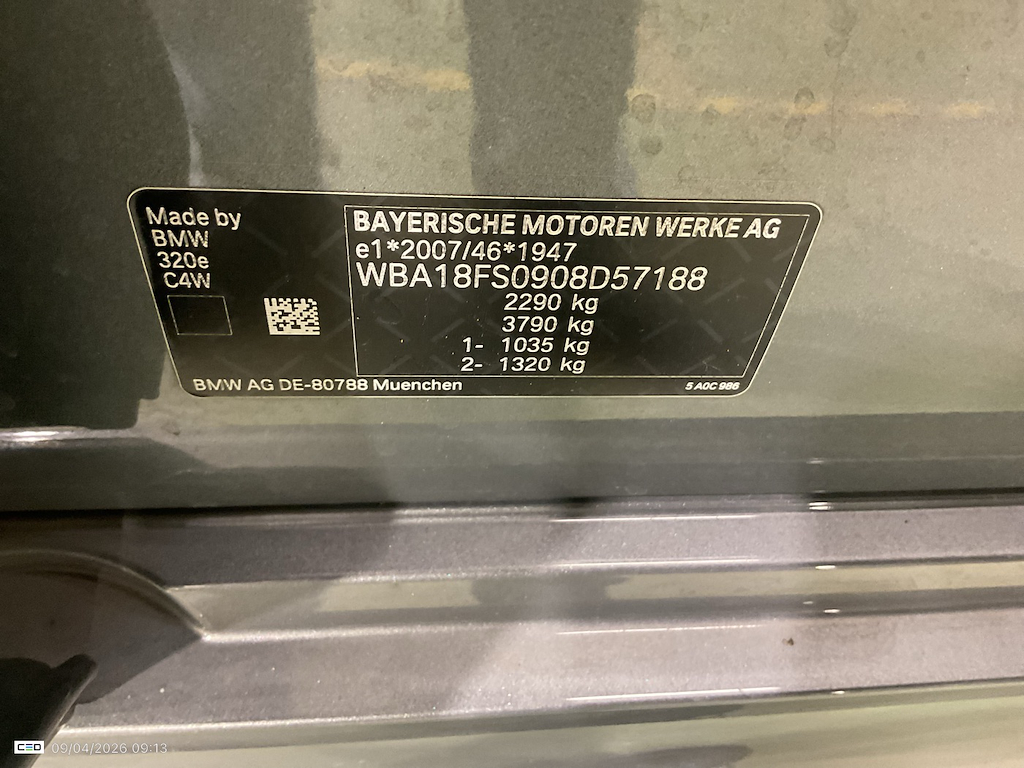 Made by
BMW
320e
C4W
BAYERISCHE MOTOREN WERKE AG
e1*2007/46*1947
WBA18FS0908D57188
2290 kg
3790 kg
1- 1035 kg
2- 1320 kg
BMW AG DE-80788 Muenchen
5 A0C 986
CEO 09/04/2026 09:13